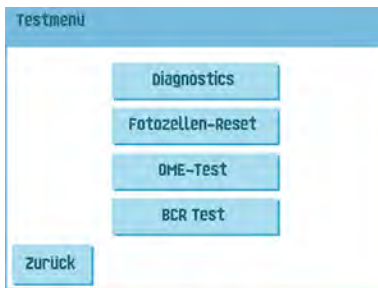 Testmenü
Diagnostics
Fotozellen-Reset
OME-Test
BCR Test
Zurück